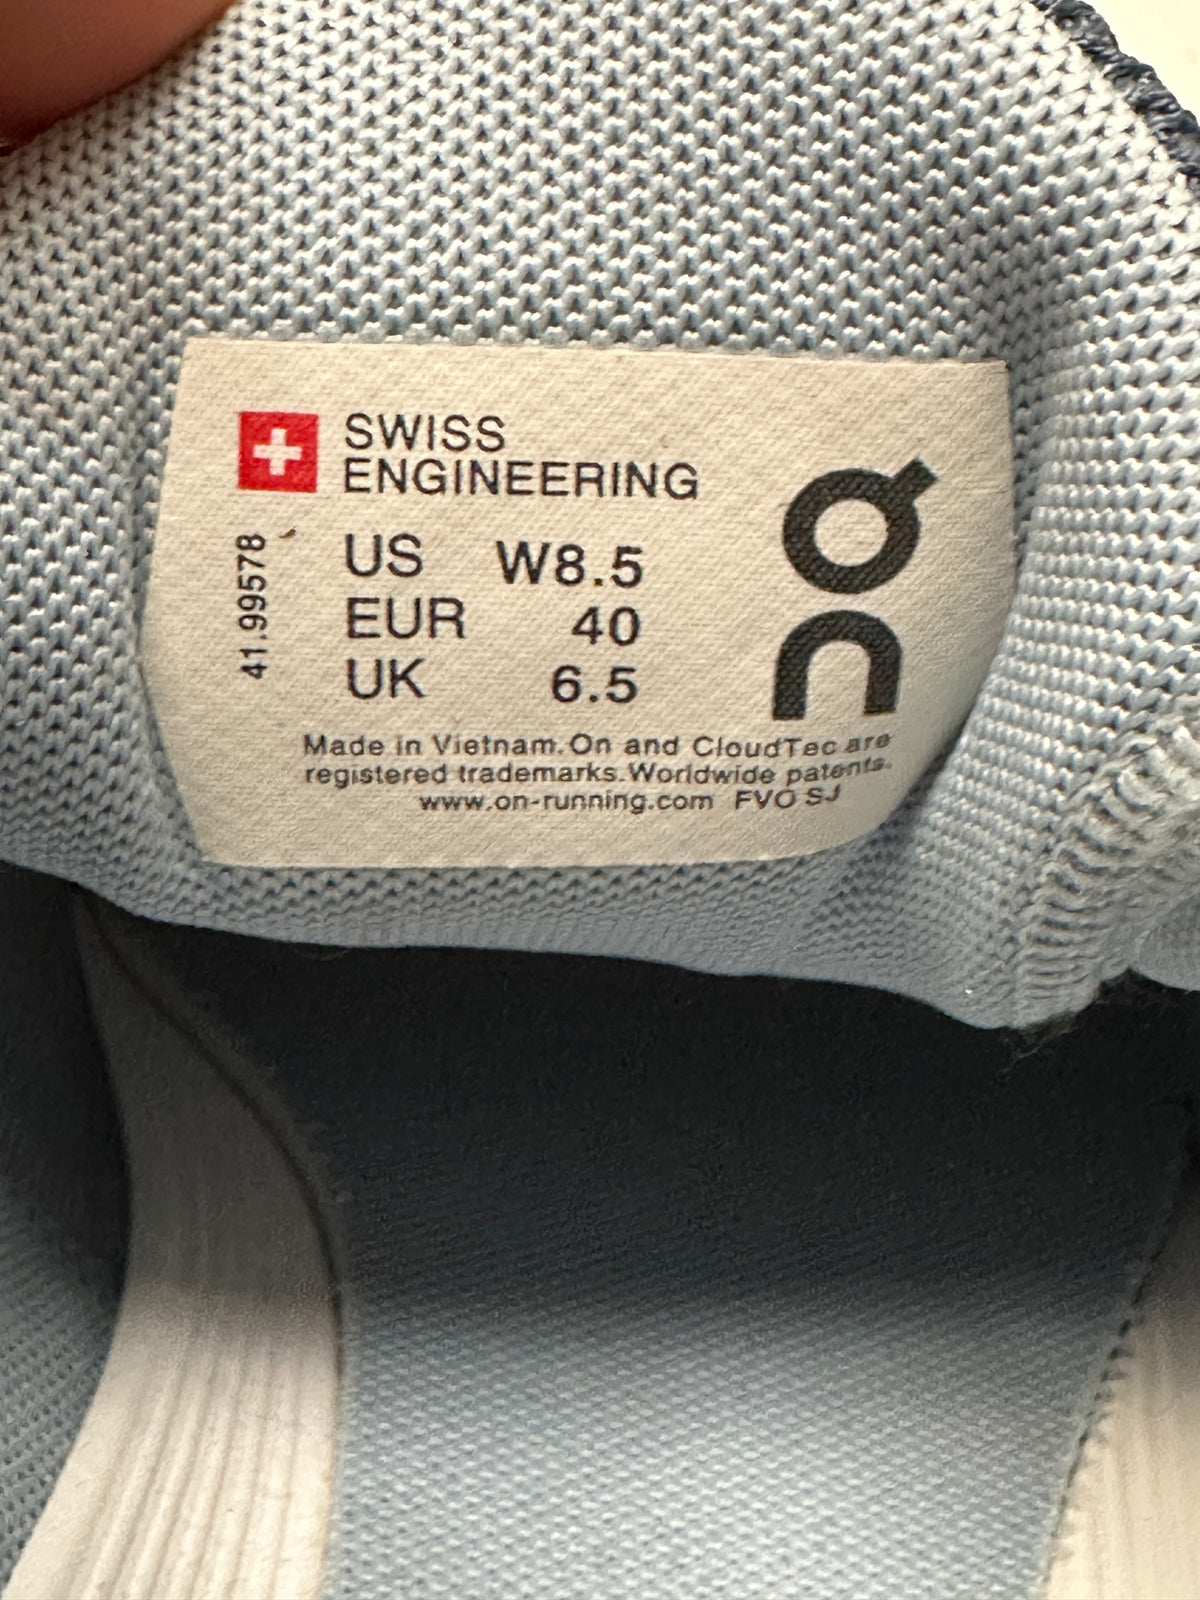 SWISS
ENGINEERING
41.99578
US W8.5
EUR 40
UK 6.5
On
Made in Vietnam. On and CloudTec are
registered trademarks. Worldwide patents.
www.on-running.com FVO SJ